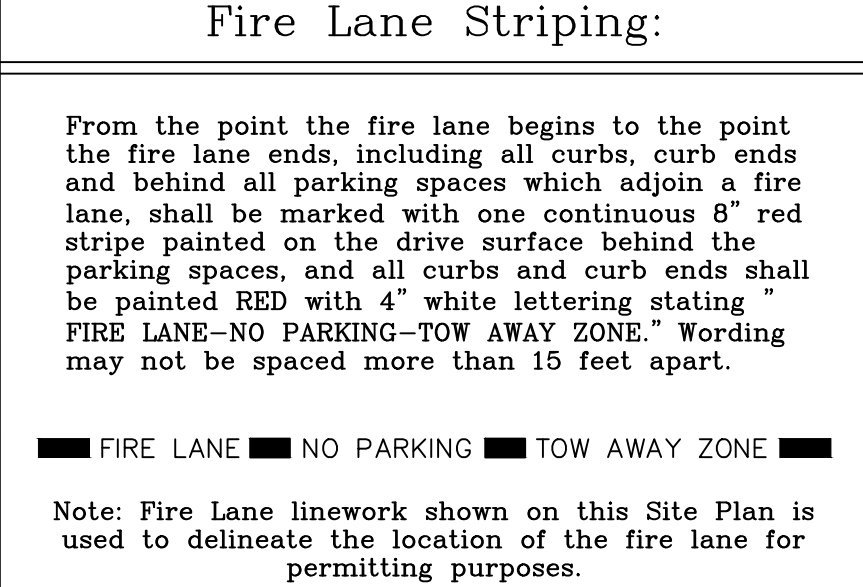 Fire Lane Striping:
From the point the fire lane begins to the point
the fire lane ends, including all curbs, curb ends
and behind all parking spaces which adjoin a fire
lane, shall be marked with one continuous 8” red
stripe painted on the drive surface behind the
parking spaces, and all curbs and curb ends shall
be painted RED with 4” white lettering stating ”
FIRE LANE–NO PARKING–TOW AWAY ZONE.” Wording
may not be spaced more than 15 feet apart.
FIRE LANE NO PARKING TOW AWAY ZONE
Note: Fire Lane linework shown on this Site Plan is
used to delineate the location of the fire lane for
permitting purposes.